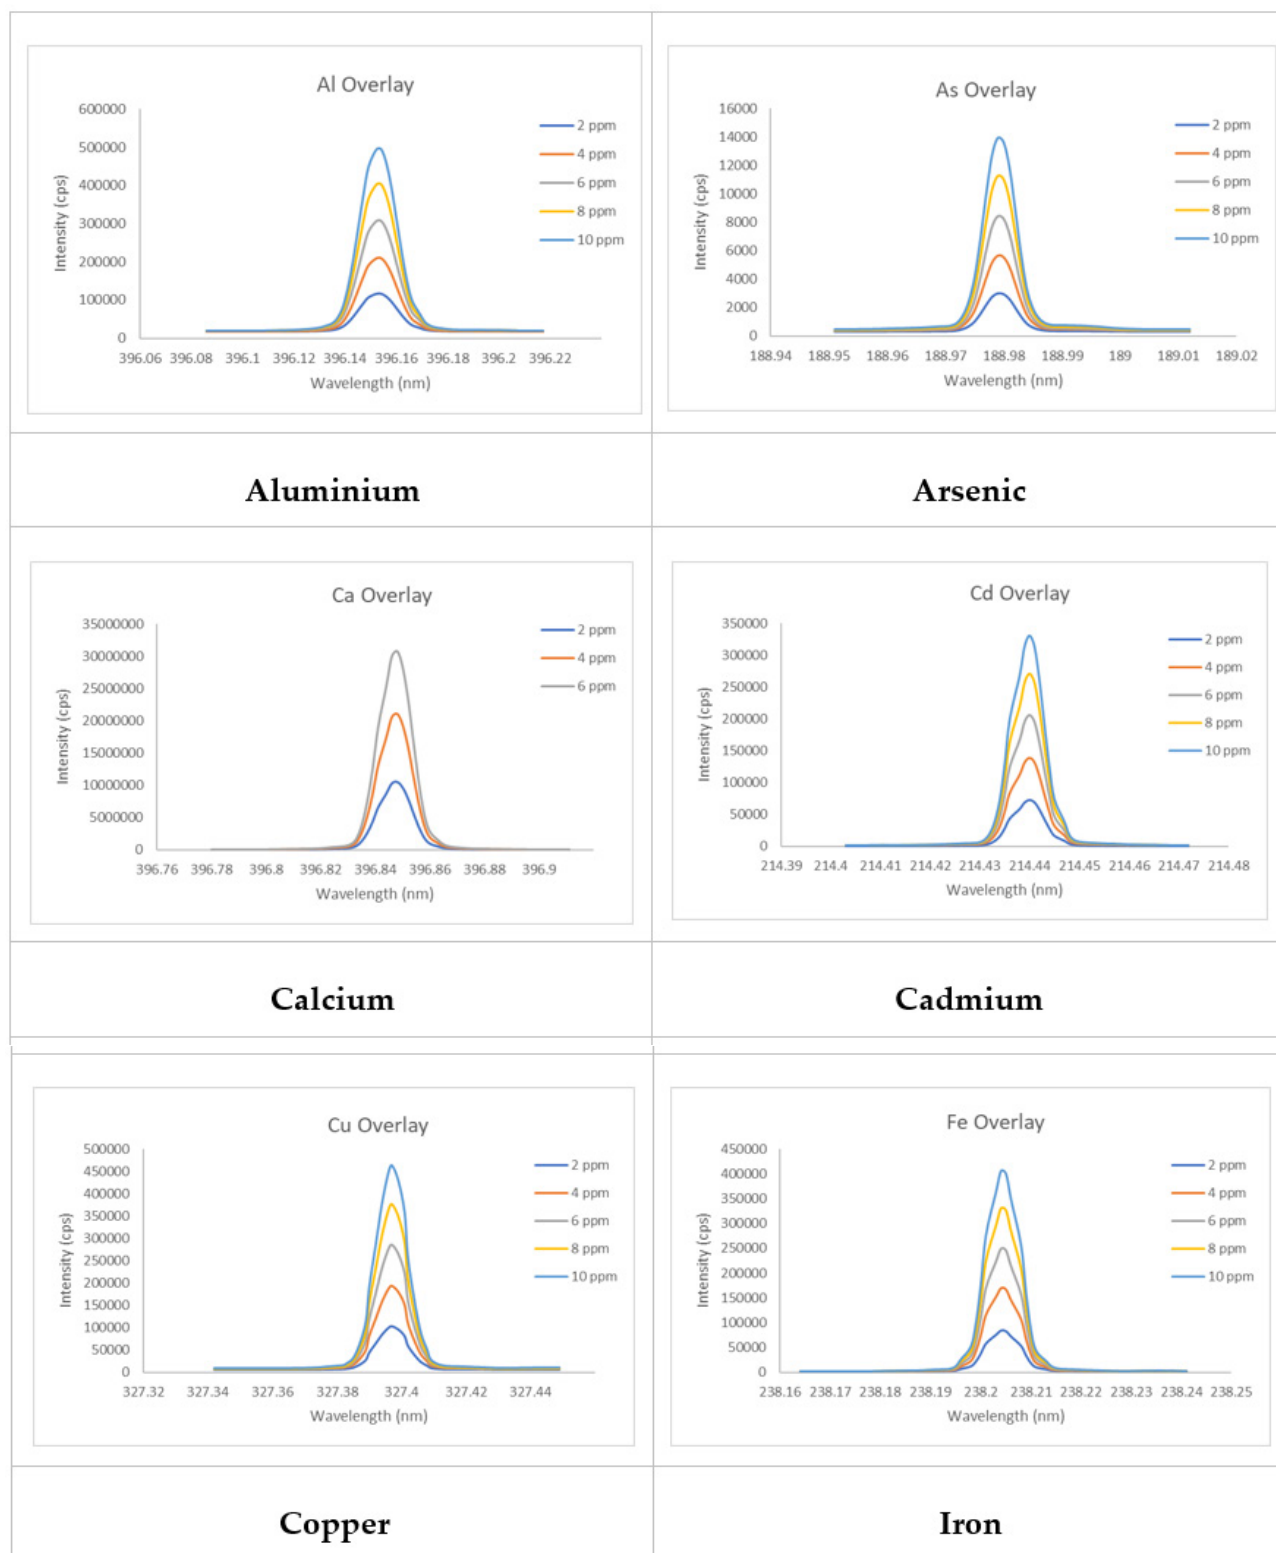 Al Overlay
600000
500000
400000
300000
200000
100000
0
Intensity (cps)
2 ppm
4 ppm
6 ppm
8 ppm
10 ppm
396.06 396.08 396.1 396.12 396.14 396.16 396.18 396.2 396.22
Wavelength (nm)
Aluminium
As Overlay
16000
14000
12000
10000
8000
6000
4000
2000
0
Intensity (cps)
2 ppm
4 ppm
6 ppm
8 ppm
10 ppm
188.94 188.95 188.96 188.97 188.98 188.99 189 189.01 189.02
Wavelength (nm)
Arsenic
Ca Overlay
35000000
30000000
25000000
20000000
15000000
10000000
5000000
0
Intensity (cps)
2 ppm
4 ppm
6 ppm
396.76 396.78 396.8 396.82 396.84 396.86 396.88 396.9
Wavelength (nm)
Calcium
Cd Overlay
350000
300000
250000
200000
150000
100000
50000
0
Intensity (cps)
2 ppm
4 ppm
6 ppm
8 ppm
10 ppm
214.39 214.4 214.41 214.42 214.43 214.44 214.45 214.46 214.47 214.48
Wavelength (nm)
Cadmium
Cu Overlay
500000
450000
400000
350000
300000
250000
200000
150000
100000
50000
0
Intensity (cps)
2 ppm
4 ppm
6 ppm
8 ppm
10 ppm
327.32 327.34 327.36 327.38 327.4 327.42 327.44
Wavelength (nm)
Copper
Fe Overlay
450000
400000
350000
300000
250000
200000
150000
100000
50000
0
Intensity (cps)
2 ppm
4 ppm
6 ppm
8 ppm
10 ppm
238.16 238.17 238.18 238.19 238.2 238.21 238.22 238.23 238.24 238.25
Wavelength (nm)
Iron